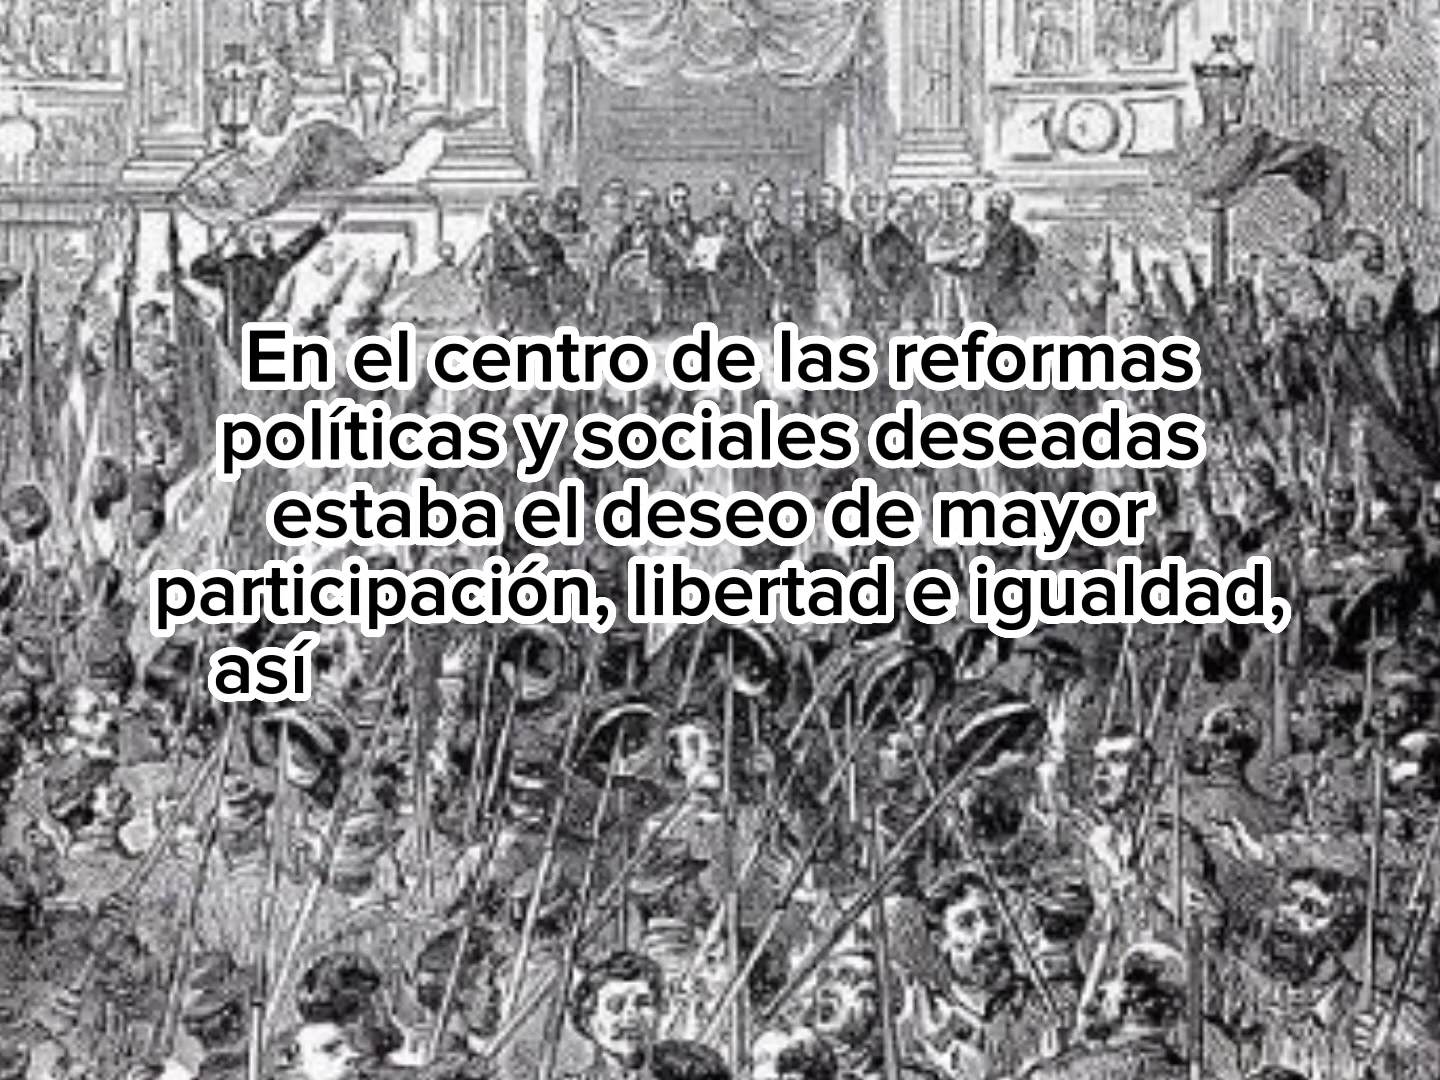 En el centro de las reformas
políticas y sociales deseadas
estaba el deseo de mayor
participación, libertad e igualdad,
así